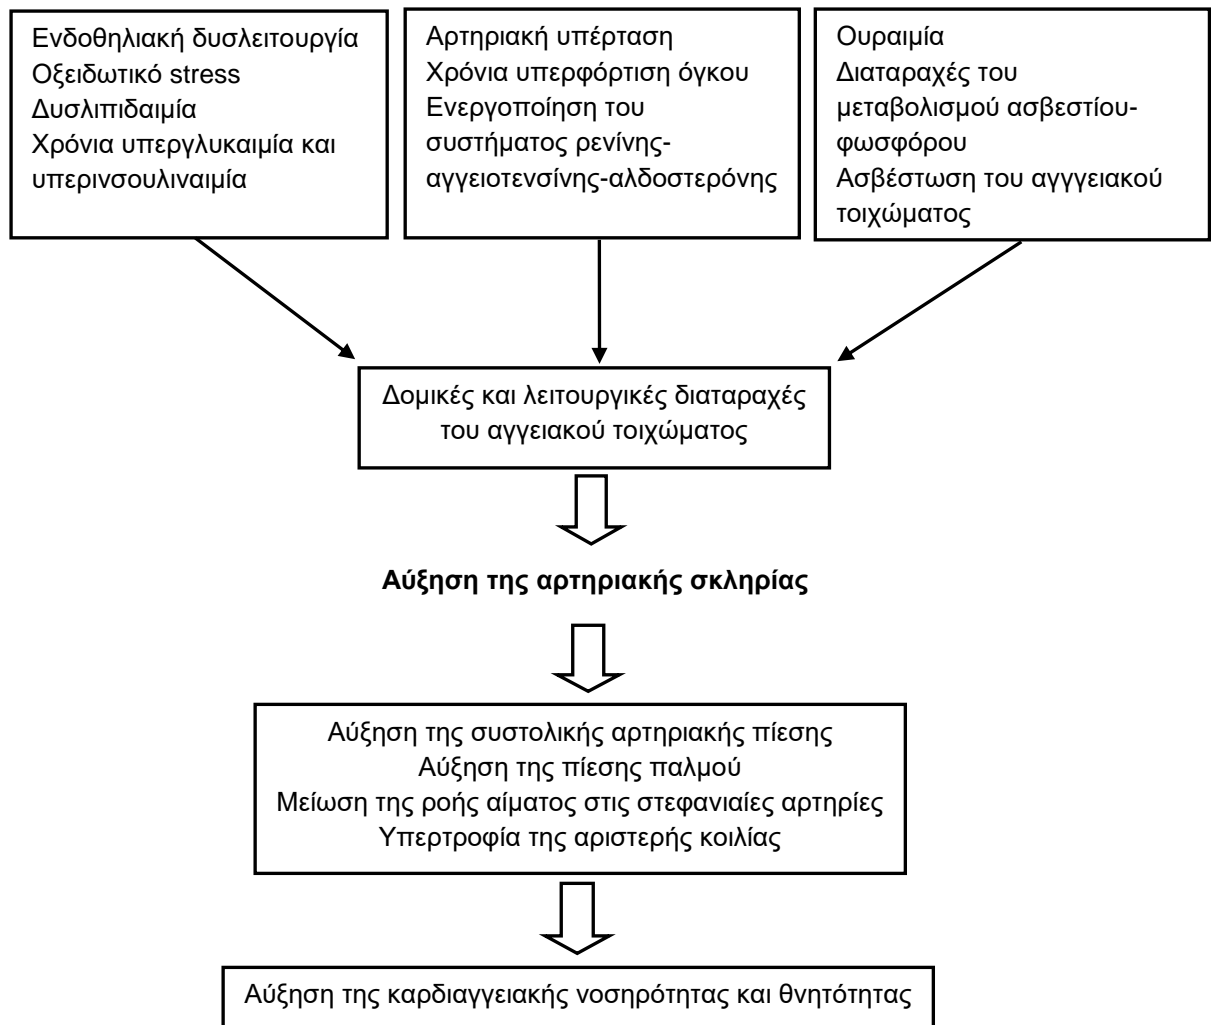 Ενδοθηλιακή δυσλειτουργία
Οξειδωτικό stress
Δυσλιπιδαιμία
Χρόνια υπεργλυκαιμία και
υπερινσουλιναιμία
Αρτηριακή υπέρταση
Χρόνια υπερφόρτιση όγκου
Ενεργοποίηση του
συστήματος ρενίνης-
αγγειοτενσίνης-αλδοστερόνης
Ουραιμία
Διαταραχές του
μεταβολισμού ασβεστίου-
φωσφόρου
Ασβέστωση του αγγγειακού
τοιχώματος
Δομικές και λειτουργικές διαταραχές
του αγγειακού τοιχώματος
Αύξηση της αρτηριακής σκληρίας
Αύξηση της συστολικής αρτηριακής πίεσης
Αύξηση της πίεσης παλμού
Μείωση της ροής αίματος στις στεφανιαίες αρτηρίες
Υπερτροφία της αριστερής κοιλίας
Αύξηση της καρδιαγγειακής νοσηρότητας και θνητότητας